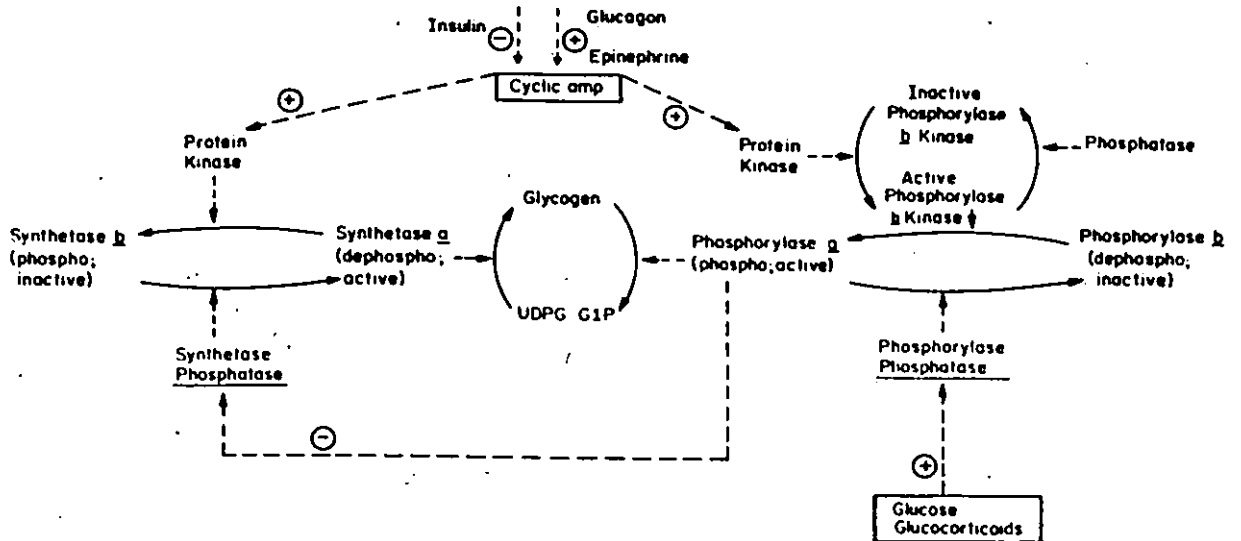 Insulin
−
+
Glucagon
Epinephrine
Cyclic amp
+
+
Protein
Kinase
Protein
Kinase
Inactive
Phosphorylase
b Kinase
Phosphatase
Active
Phosphorylase
b Kinase
Glycogen
Synthetase b
(phospho;
inactive)
Synthetase a
(dephospho;
active)
Phosphorylase a
(phospho; active)
Phosphorylase b
(dephospho;
inactive)
UDPG G1P
Synthetase
Phosphatase
Phosphorylase
Phosphatase
−
+
Glucose
Glucocorticoids